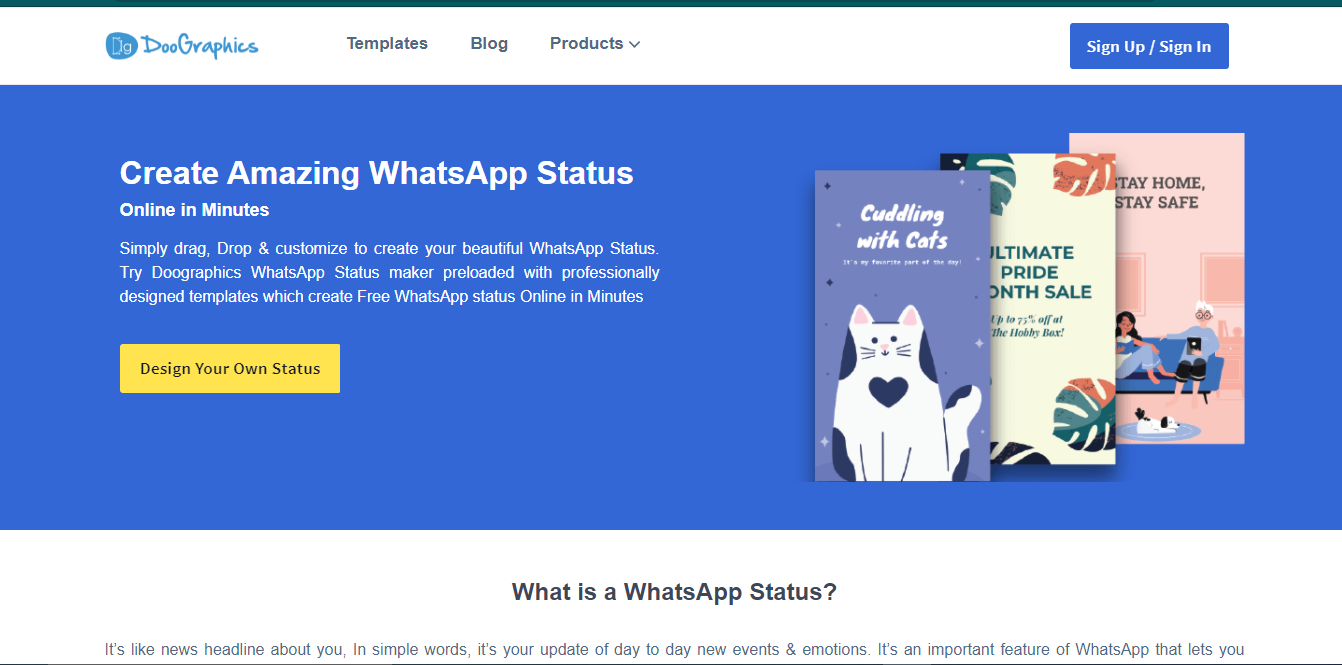 Dg DooGraphics
Templates
Blog
Products
Sign Up / Sign In
Create Amazing WhatsApp Status
Online in Minutes
Simply drag, Drop & customize to create your beautiful WhatsApp Status.
Try Doographics WhatsApp Status maker preloaded with professionally
designed templates which create Free WhatsApp status Online in Minutes
Design Your Own Status
Cuddling
with Cats
It's my favorite part of the day!
ULTIMATE
PRIDE
MONTH SALE
Up to 75% off at
The Hobby Box!
STAY HOME,
STAY SAFE
What is a WhatsApp Status?
It's like news headline about you, In simple words, it's your update of day to day new events & emotions. It's an important feature of WhatsApp that lets you